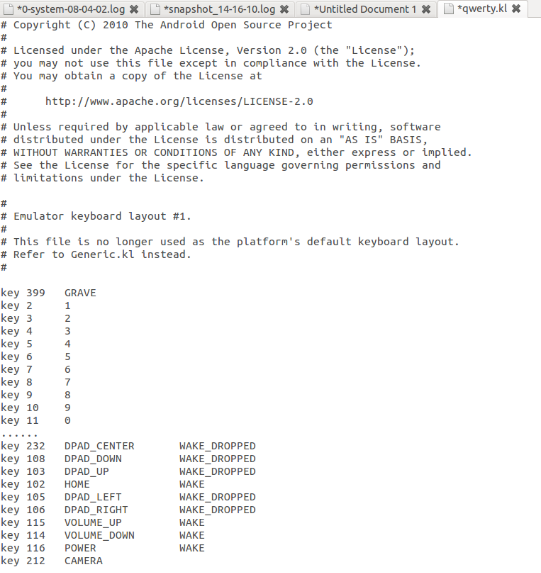 *0-system-08-04-02.log ✖ *snapshot_14-16-10.log ✖ *Untitled Document 1 ✖ *qwerty.kl ✖
# Copyright (C) 2010 The Android Open Source Project
#
# Licensed under the Apache License, Version 2.0 (the "License");
# you may not use this file except in compliance with the License.
# You may obtain a copy of the License at
#
#      http://www.apache.org/licenses/LICENSE-2.0
#
# Unless required by applicable law or agreed to in writing, software
# distributed under the License is distributed on an "AS IS" BASIS,
# WITHOUT WARRANTIES OR CONDITIONS OF ANY KIND, either express or implied.
# See the License for the specific language governing permissions and
# limitations under the License.

#
# Emulator keyboard layout #1.
#
# This file is no longer used as the platform's default keyboard layout.
# Refer to Generic.kl instead.
#

key 399   GRAVE
key 2     1
key 3     2
key 4     3
key 5     4
key 6     5
key 7     6
key 8     7
key 9     8
key 10    9
key 11    0
......
key 232   DPAD_CENTER       WAKE_DROPPED
key 108   DPAD_DOWN         WAKE_DROPPED
key 103   DPAD_UP           WAKE_DROPPED
key 102   HOME              WAKE
key 105   DPAD_LEFT         WAKE_DROPPED
key 106   DPAD_RIGHT        WAKE_DROPPED
key 115   VOLUME_UP         WAKE
key 114   VOLUME_DOWN       WAKE
key 116   POWER             WAKE
key 212   CAMERA